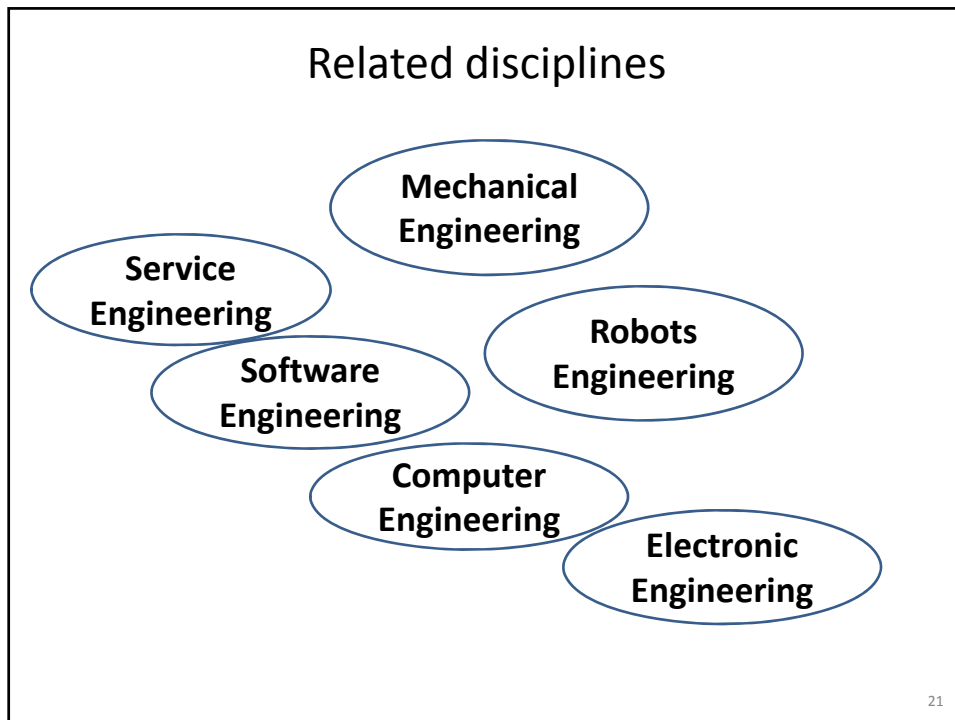 Related disciplines
Mechanical
Engineering
Service
Engineering
Robots
Engineering
Software
Engineering
Computer
Engineering
Electronic
Engineering
21